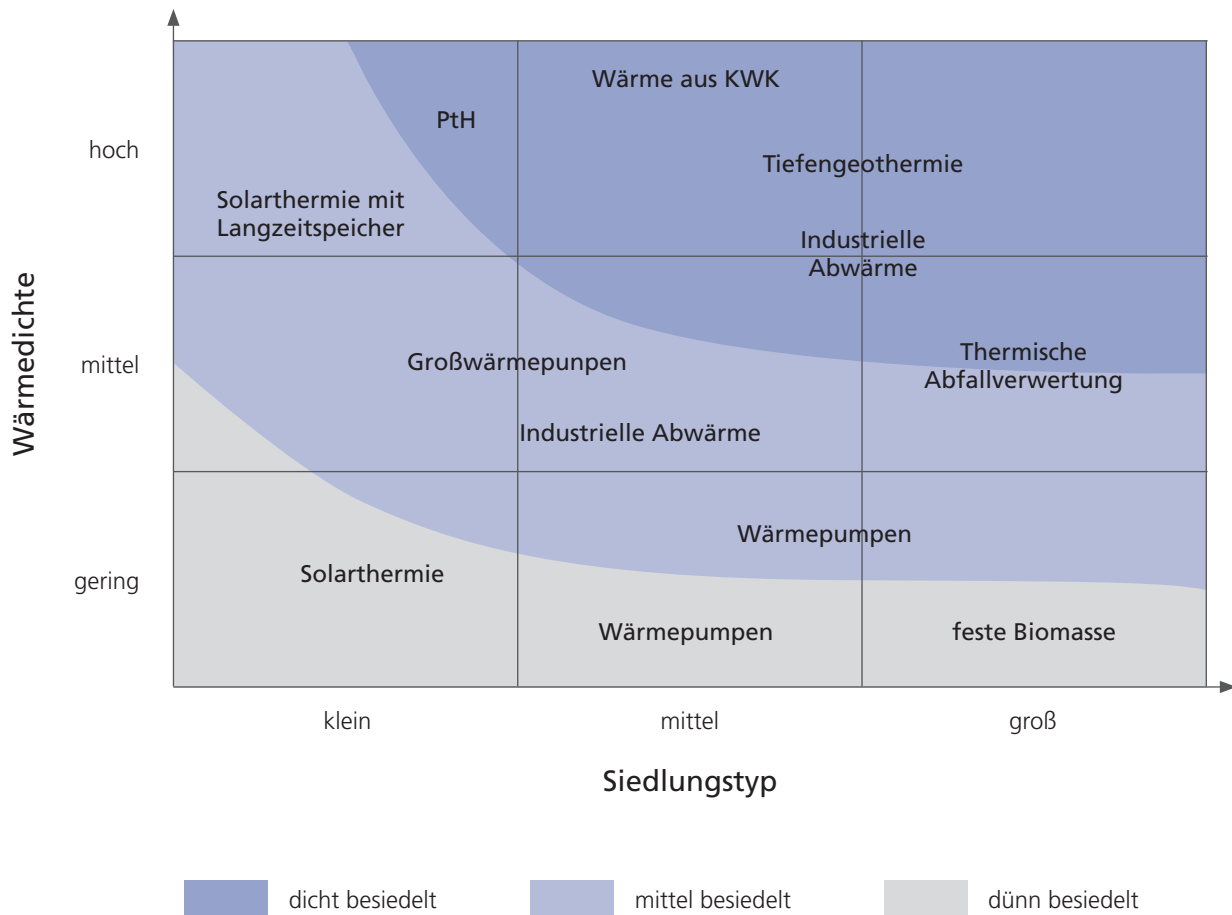 Wärme aus KWK
PtH
hoch
Tiefengeothermie
Solarthermie mit
Langzeitspeicher
Industrielle
Abwärme
Wärmedichte
mittel
Großwärmepunpen
Thermische
Abfallverwertung
Industrielle Abwärme
Wärmepumpen
gering
Solarthermie
Wärmepumpen
feste Biomasse
klein
mittel
groß
Siedlungstyp
dicht besiedelt
mittel besiedelt
dünn besiedelt